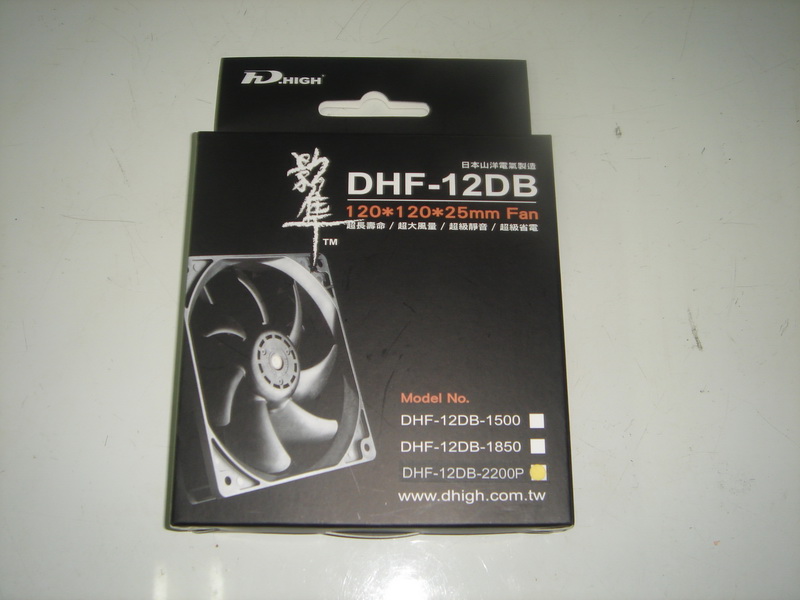 D.HIGH
日本山洋電氣製造
影隼™
DHF-12DB
120*120*25mm Fan
超長壽命 / 超大風量 / 超級靜音 / 超級省電
Model No.
DHF-12DB-1500
DHF-12DB-1850
DHF-12DB-2200P
www.dhigh.com.tw